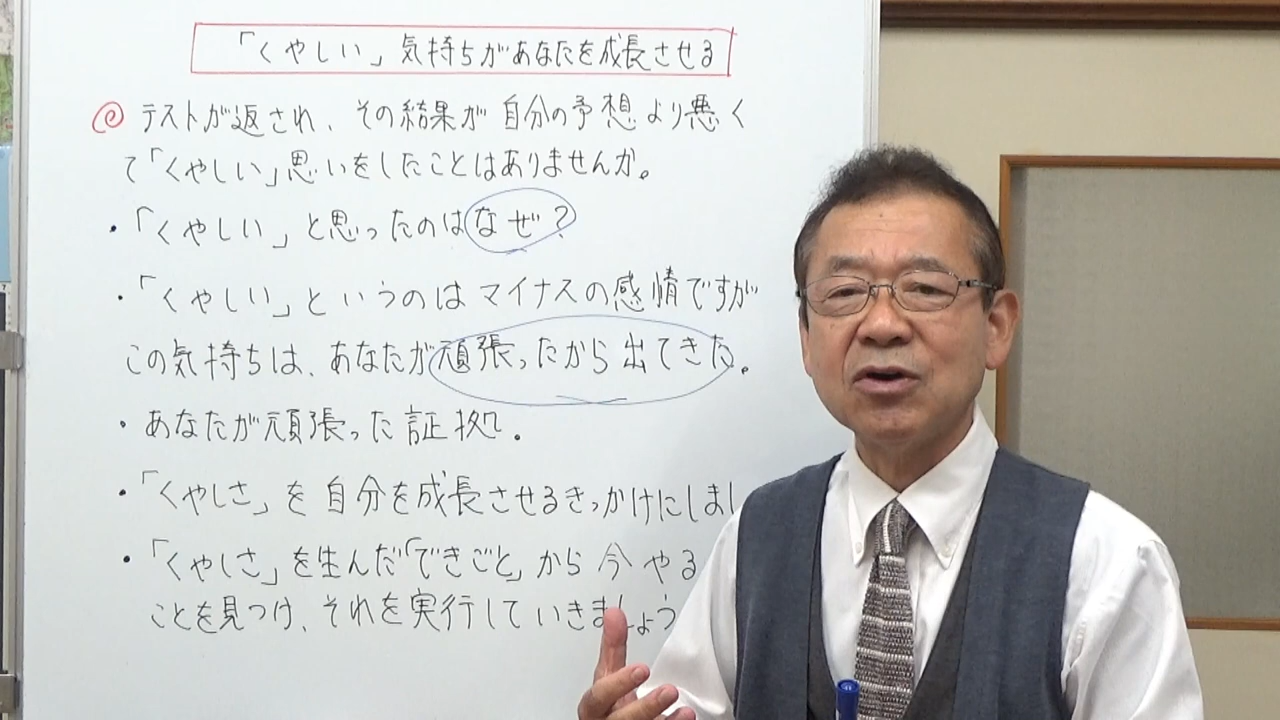 「くやしい」気持ちがあなたを成長させる
@ テストが返され、その結果が自分の予想より悪く
て「くやしい」思いをしたことはありませんか。
・「くやしい」と思ったのはなぜ？
・「くやしい」というのはマイナスの感情ですが
この気持ちは、あなたが頑張ったから出てきた。
・あなたが頑張った証拠。
・「くやしさ」を自分を成長させるきっかけにしまし
・「くやしさ」を生んだ「できごと」から今やる
ことを見つけ、それを実行していきましょう